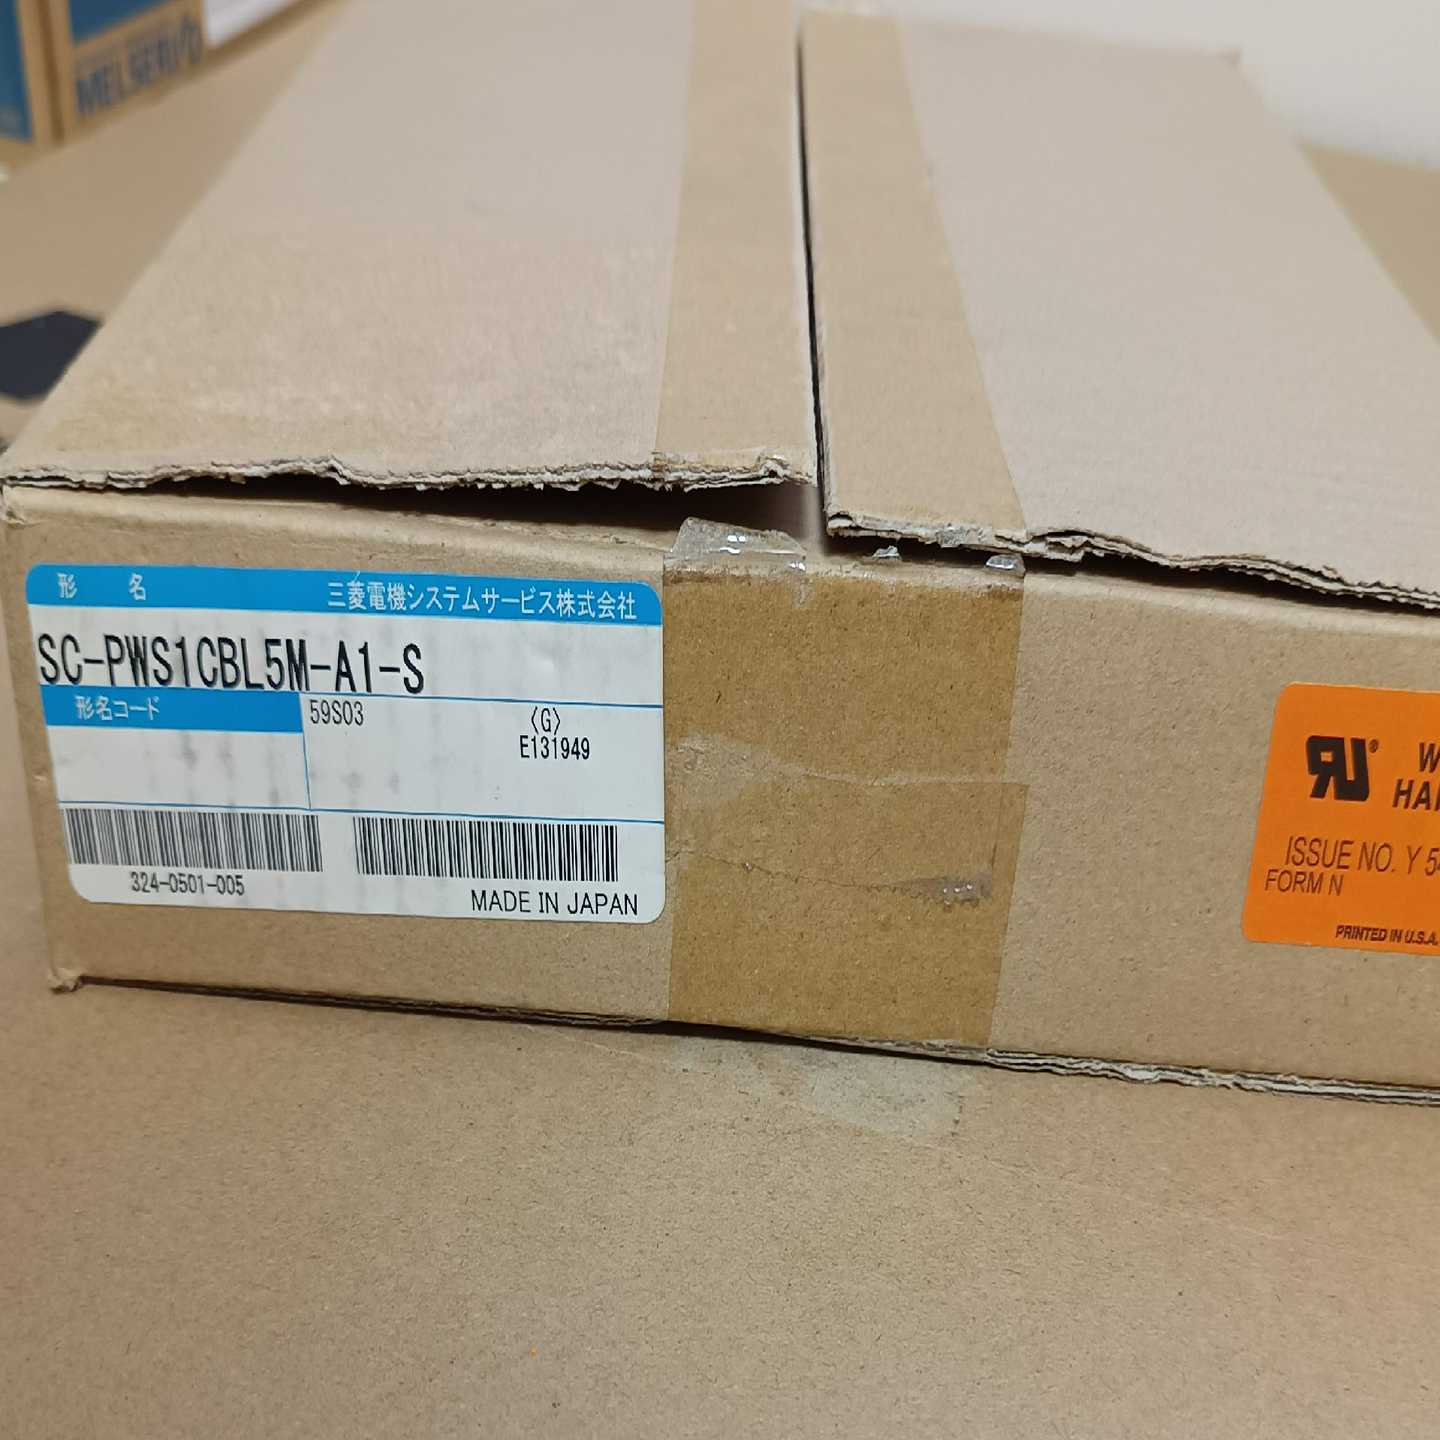 MELSERVO
形 名 三菱電機システムサービス株式会社
SC-PWS1CBL5M-A1-S
形名コード 59S03 〈G〉
E131949
324-0501-005
MADE IN JAPAN
ISSUE NO. Y
FORM N
PRINTED IN U.S.A.